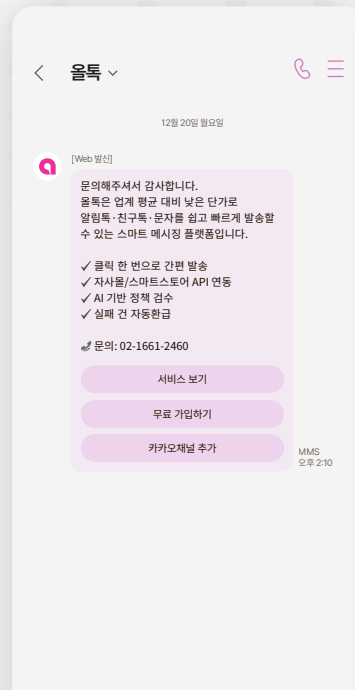 올톡
12월 20일 월요일
[Web 발신]
문의해주셔서 감사합니다.
올톡은 업계 평균 대비 낮은 단가로
알림톡·친구톡·문자를 쉽고 빠르게 발송할
수 있는 스마트 메시징 플랫폼입니다.
✓ 클릭 한 번으로 간편 발송
✓ 자사몰/스마트스토어 API 연동
✓ AI 기반 정책 검수
✓ 실패 건 자동환급
문의: 02-1661-2460
서비스 보기
무료 가입하기
카카오채널 추가
MMS
오후 2:10